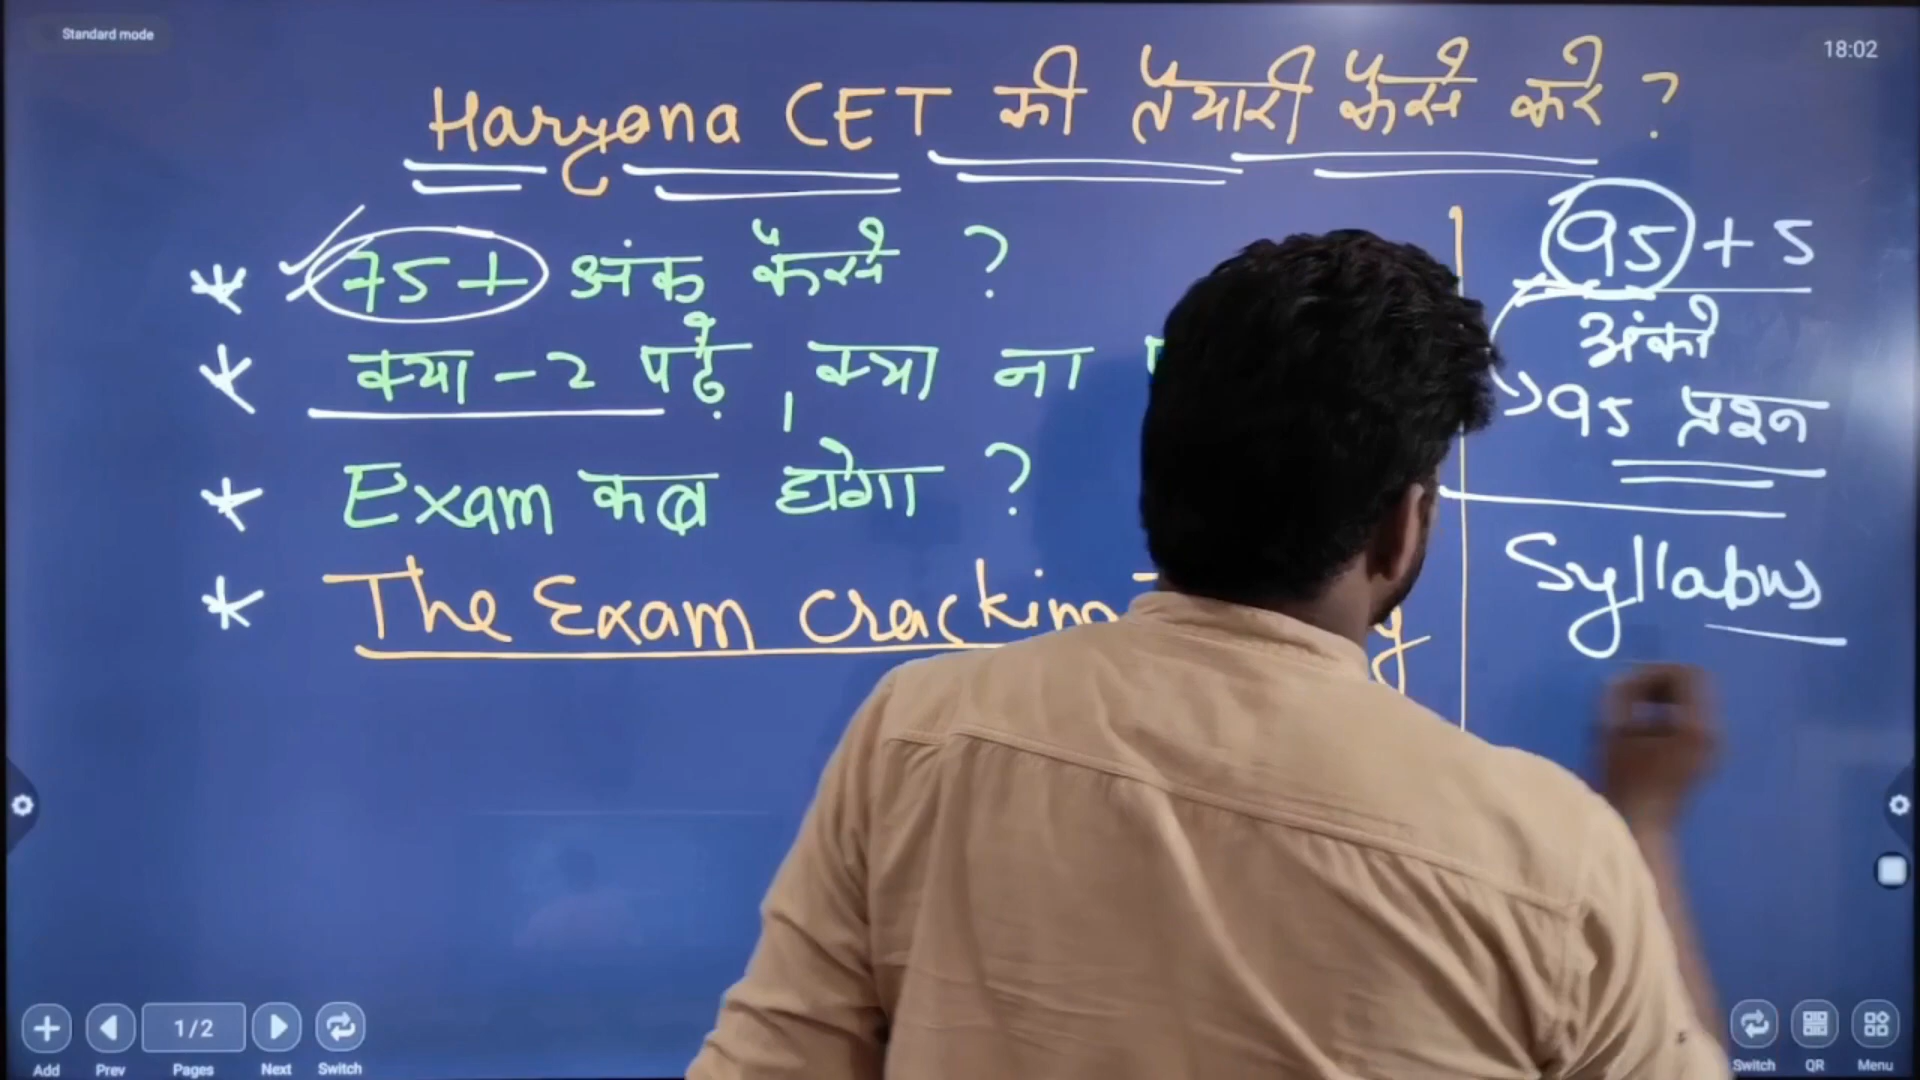 Standard mode
18:02
Haryana CET की तैयारी कैसे करे ?
75+ अंक कैसे ?
क्या-2 पढ़े , क्या ना
Exam कब होगा ?
The Exam cracking
95+5
अंको
95 प्रश्न
Syllabus
1/2
Add Prev Pages Next Switch
Switch QR Menu